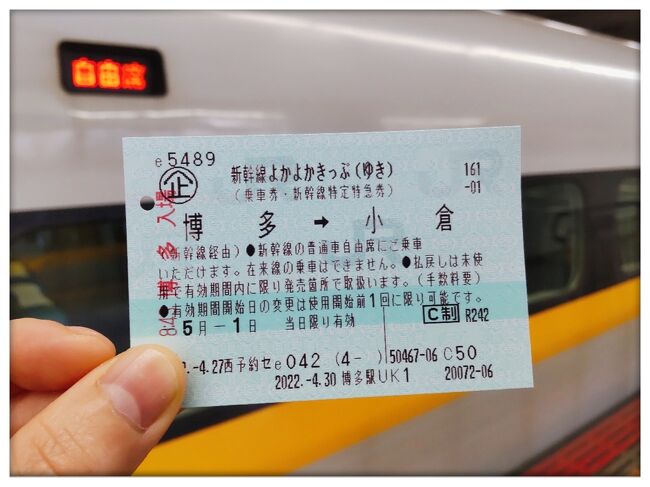 自由席
e5489
企
新幹線よかよかきっぷ(ゆき)
161
-01
(乗車券・新幹線特定特急券)
博多 → 小倉
(新幹線経由) ●新幹線の普通車自由席にご乗車
いただけます。在来線の乗車はできません。●払戻しは未使
用で有効期間内に限り発売箇所で取扱います。(手数料要)
●有効期間開始日の変更は使用開始前1回に限り可能です。
5月-1日 当日限り有効
C制 R242
-4.27西予約セe042 (4-) 50467-06 C50
2022.-4.30 博多駅UK1 20072-06
博多 入場